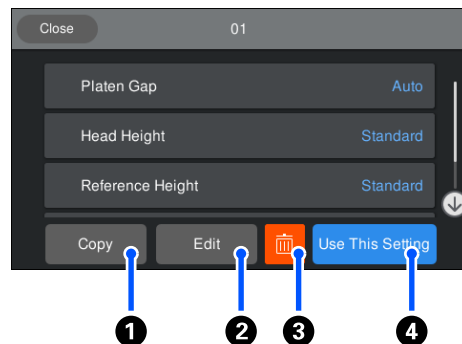 Close 01
Platen Gap Auto
Head Height Standard
Reference Height Standard
Copy Edit Use This Setting
1 2 3 4